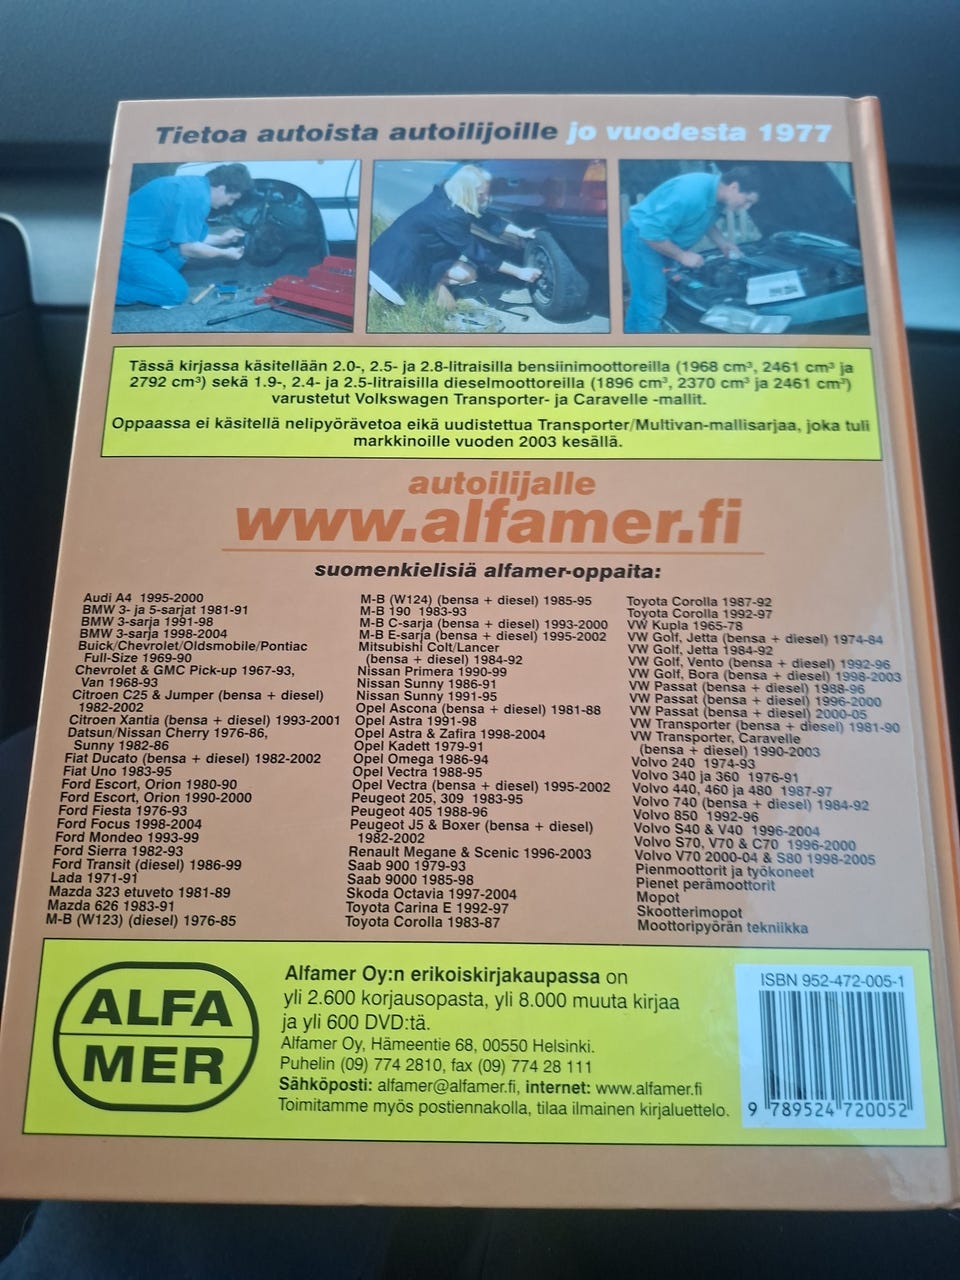 Tietoa autoista autoilijoille jo vuodesta 1977
Tässä kirjassa käsitellään 2.0-, 2.5- ja 2.8-litraisilla bensiinimoottoreilla (1968 cm³, 2461 cm³ ja
2792 cm³) sekä 1.9-, 2.4- ja 2.5-litraisilla dieselmoottoreilla (1896 cm³, 2370 cm³ ja 2461 cm³)
varustetut Volkswagen Transporter- ja Caravelle -mallit.
Oppaassa ei käsitellä nelipyörävetoa eikä uudistettua Transporter/Multivan-mallisarjaa, joka tuli
markkinoille vuoden 2003 kesällä.
autoilijalle
www.alfamer.fi
suomenkielisiä alfamer-oppaita:
Audi A4 1995-2000
BMW 3- ja 5-sarjat 1981-91
BMW 3-sarja 1991-98
BMW 3-sarja 1998-2004
Buick/Chevrolet/Oldsmobile/Pontiac
Full-Size 1969-90
Chevrolet & GMC Pick-up 1967-93,
Van 1968-93
Citroen C25 & Jumper (bensa + diesel)
1982-2002
Citroen Xantia (bensa + diesel) 1993-2001
Datsun/Nissan Cherry 1976-86,
Sunny 1982-86
Fiat Ducato (bensa + diesel) 1982-2002
Fiat Uno 1983-95
Ford Escort, Orion 1980-90
Ford Escort, Orion 1990-2000
Ford Fiesta 1976-93
Ford Focus 1998-2004
Ford Mondeo 1993-99
Ford Sierra 1982-93
Ford Transit (diesel) 1986-99
Lada 1971-91
Mazda 323 etuveto 1981-89
Mazda 626 1983-91
M-B (W123) (diesel) 1976-85
M-B (W124) (bensa + diesel) 1985-95
M-B 190 1983-93
M-B C-sarja (bensa + diesel) 1993-2000
M-B E-sarja (bensa + diesel) 1995-2002
Mitsubishi Colt/Lancer
(bensa + diesel) 1984-92
Nissan Primera 1990-99
Nissan Sunny 1986-91
Nissan Sunny 1991-95
Opel Ascona (bensa + diesel) 1981-88
Opel Astra 1991-98
Opel Astra & Zafira 1998-2004
Opel Kadett 1979-91
Opel Omega 1986-94
Opel Vectra 1988-95
Opel Vectra (bensa + diesel) 1995-2002
Peugeot 205, 309 1983-95
Peugeot 405 1988-96
Peugeot J5 & Boxer (bensa + diesel)
1982-2002
Renault Megane & Scenic 1996-2003
Saab 900 1979-93
Saab 9000 1985-98
Skoda Octavia 1997-2004
Toyota Carina E 1992-97
Toyota Corolla 1983-87
Toyota Corolla 1987-92
Toyota Corolla 1992-97
VW Kupla 1965-78
VW Golf, Jetta (bensa + diesel) 1974-84
VW Golf, Jetta 1984-92
VW Golf, Vento (bensa + diesel) 1992-96
VW Golf, Bora (bensa + diesel) 1998-2003
VW Passat (bensa + diesel) 1988-96
VW Passat (bensa + diesel) 1996-2000
VW Passat (bensa + diesel) 2000-05
VW Transporter (bensa + diesel) 1981-90
VW Transporter, Caravelle
(bensa + diesel) 1990-2003
Volvo 240 1974-93
Volvo 340 ja 360 1976-91
Volvo 440, 460 ja 480 1987-97
Volvo 740 (bensa + diesel) 1984-92
Volvo 850 1992-96
Volvo S40 & V40 1996-2004
Volvo S70, V70 & C70 1996-2000
Volvo V70 2000-04 & S80 1998-2005
Pienmoottorit ja työkoneet
Pienet perämoottorit
Mopot
Skootterimopot
Moottoripyörän tekniikka
ALFA
MER
Alfamer Oy:n erikoiskirjakaupassa on
yli 2.600 korjausopasta, yli 8.000 muuta kirjaa
ja yli 600 DVD:tä.
Alfamer Oy, Hämeentie 68, 00550 Helsinki.
Puhelin (09) 774 2810, fax (09) 774 28 111
Sähköposti: alfamer@alfamer.fi, internet: www.alfamer.fi
Toimitamme myös postiennakolla, tilaa ilmainen kirjaluettelo.
ISBN 952-472-005-1
9 789524 720052